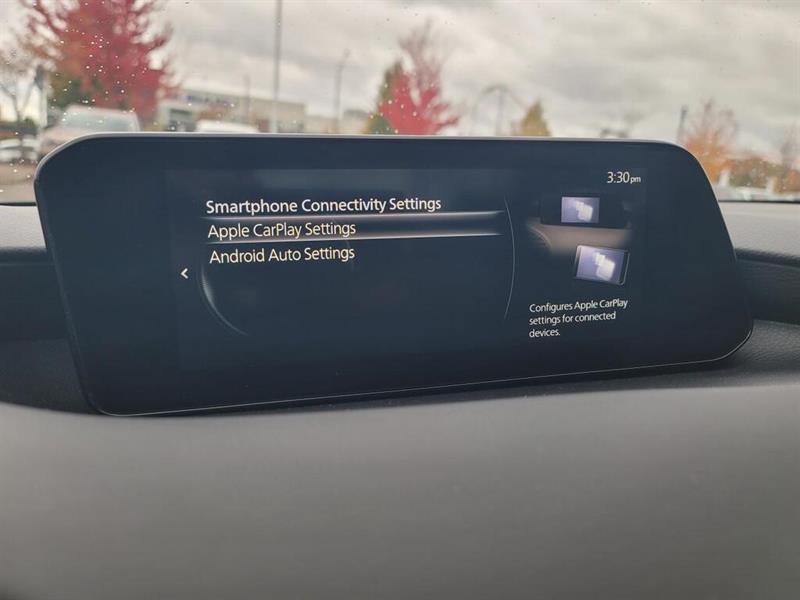 3:30pm
Smartphone Connectivity Settings
Apple CarPlay Settings
Android Auto Settings
Configures Apple CarPlay
settings for connected
devices.